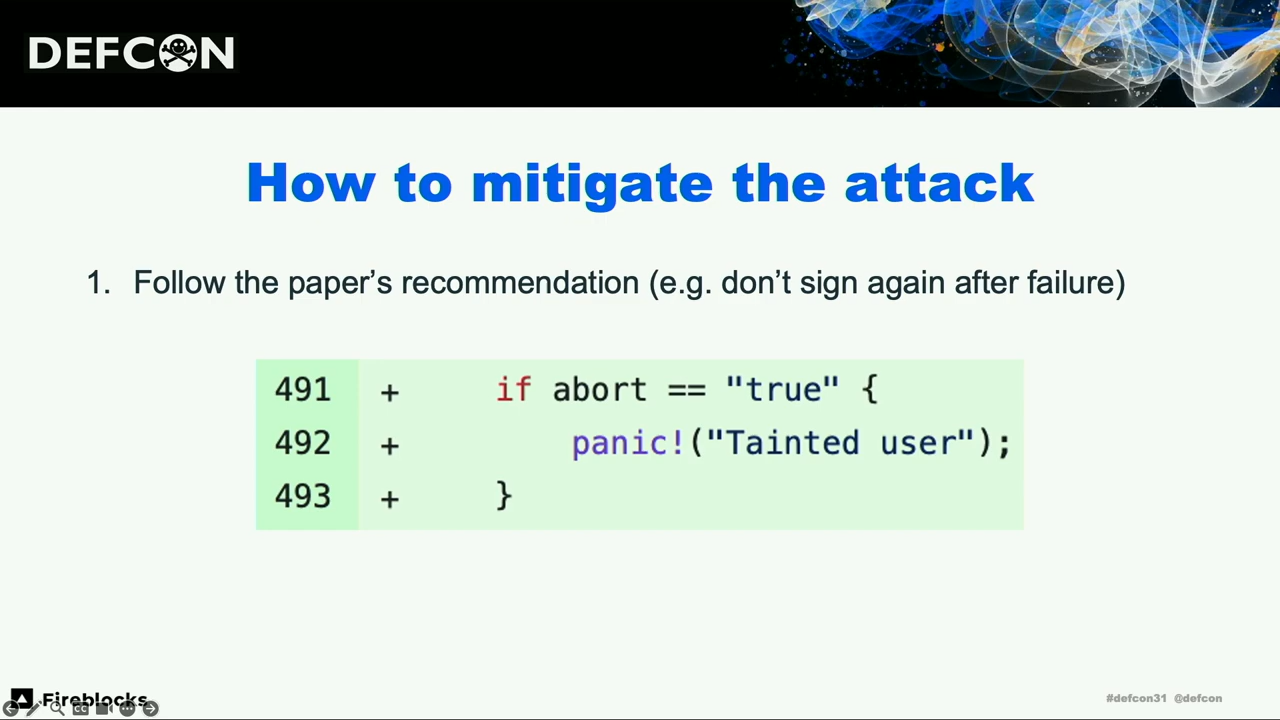 DEFCON
How to mitigate the attack
1. Follow the paper’s recommendation (e.g. don’t sign again after failure)
491 + if abort == "true" {
492 + panic!("Tainted user");
493 + }
Fireblocks
#defcon31 @defcon